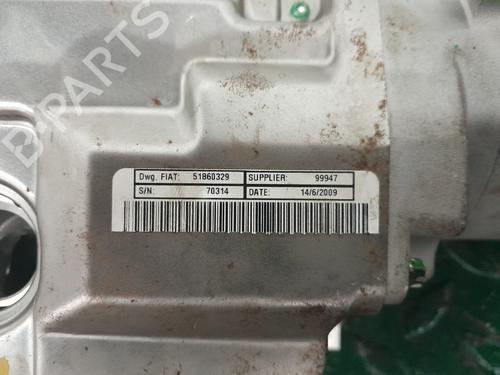 B-PARTS
Dwg. FIAT: 51860329 SUPPLIER: 99947
S/N: 70314 DATE: 14/6/2009